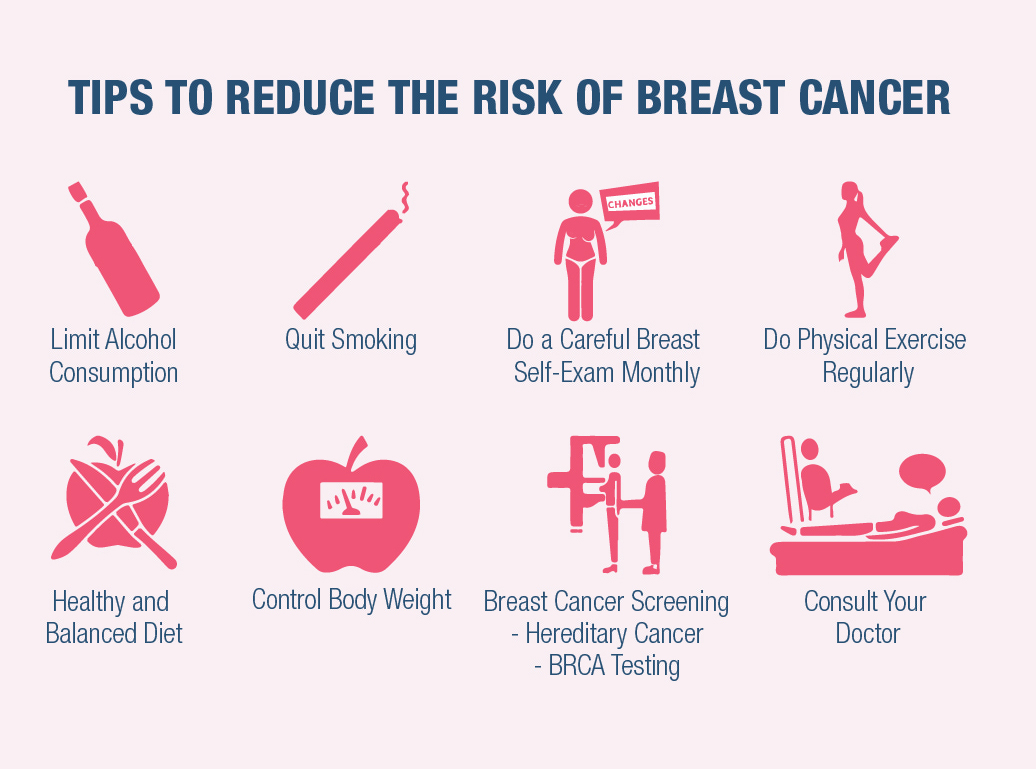 TIPS TO REDUCE THE RISK OF BREAST CANCER
CHANGES
Limit Alcohol
Consumption
Quit Smoking
Do a Careful Breast
Self-Exam Monthly
Do Physical Exercise
Regularly
Healthy and
Balanced Diet
Control Body Weight
Breast Cancer Screening
- Hereditary Cancer
- BRCA Testing
Consult Your
Doctor